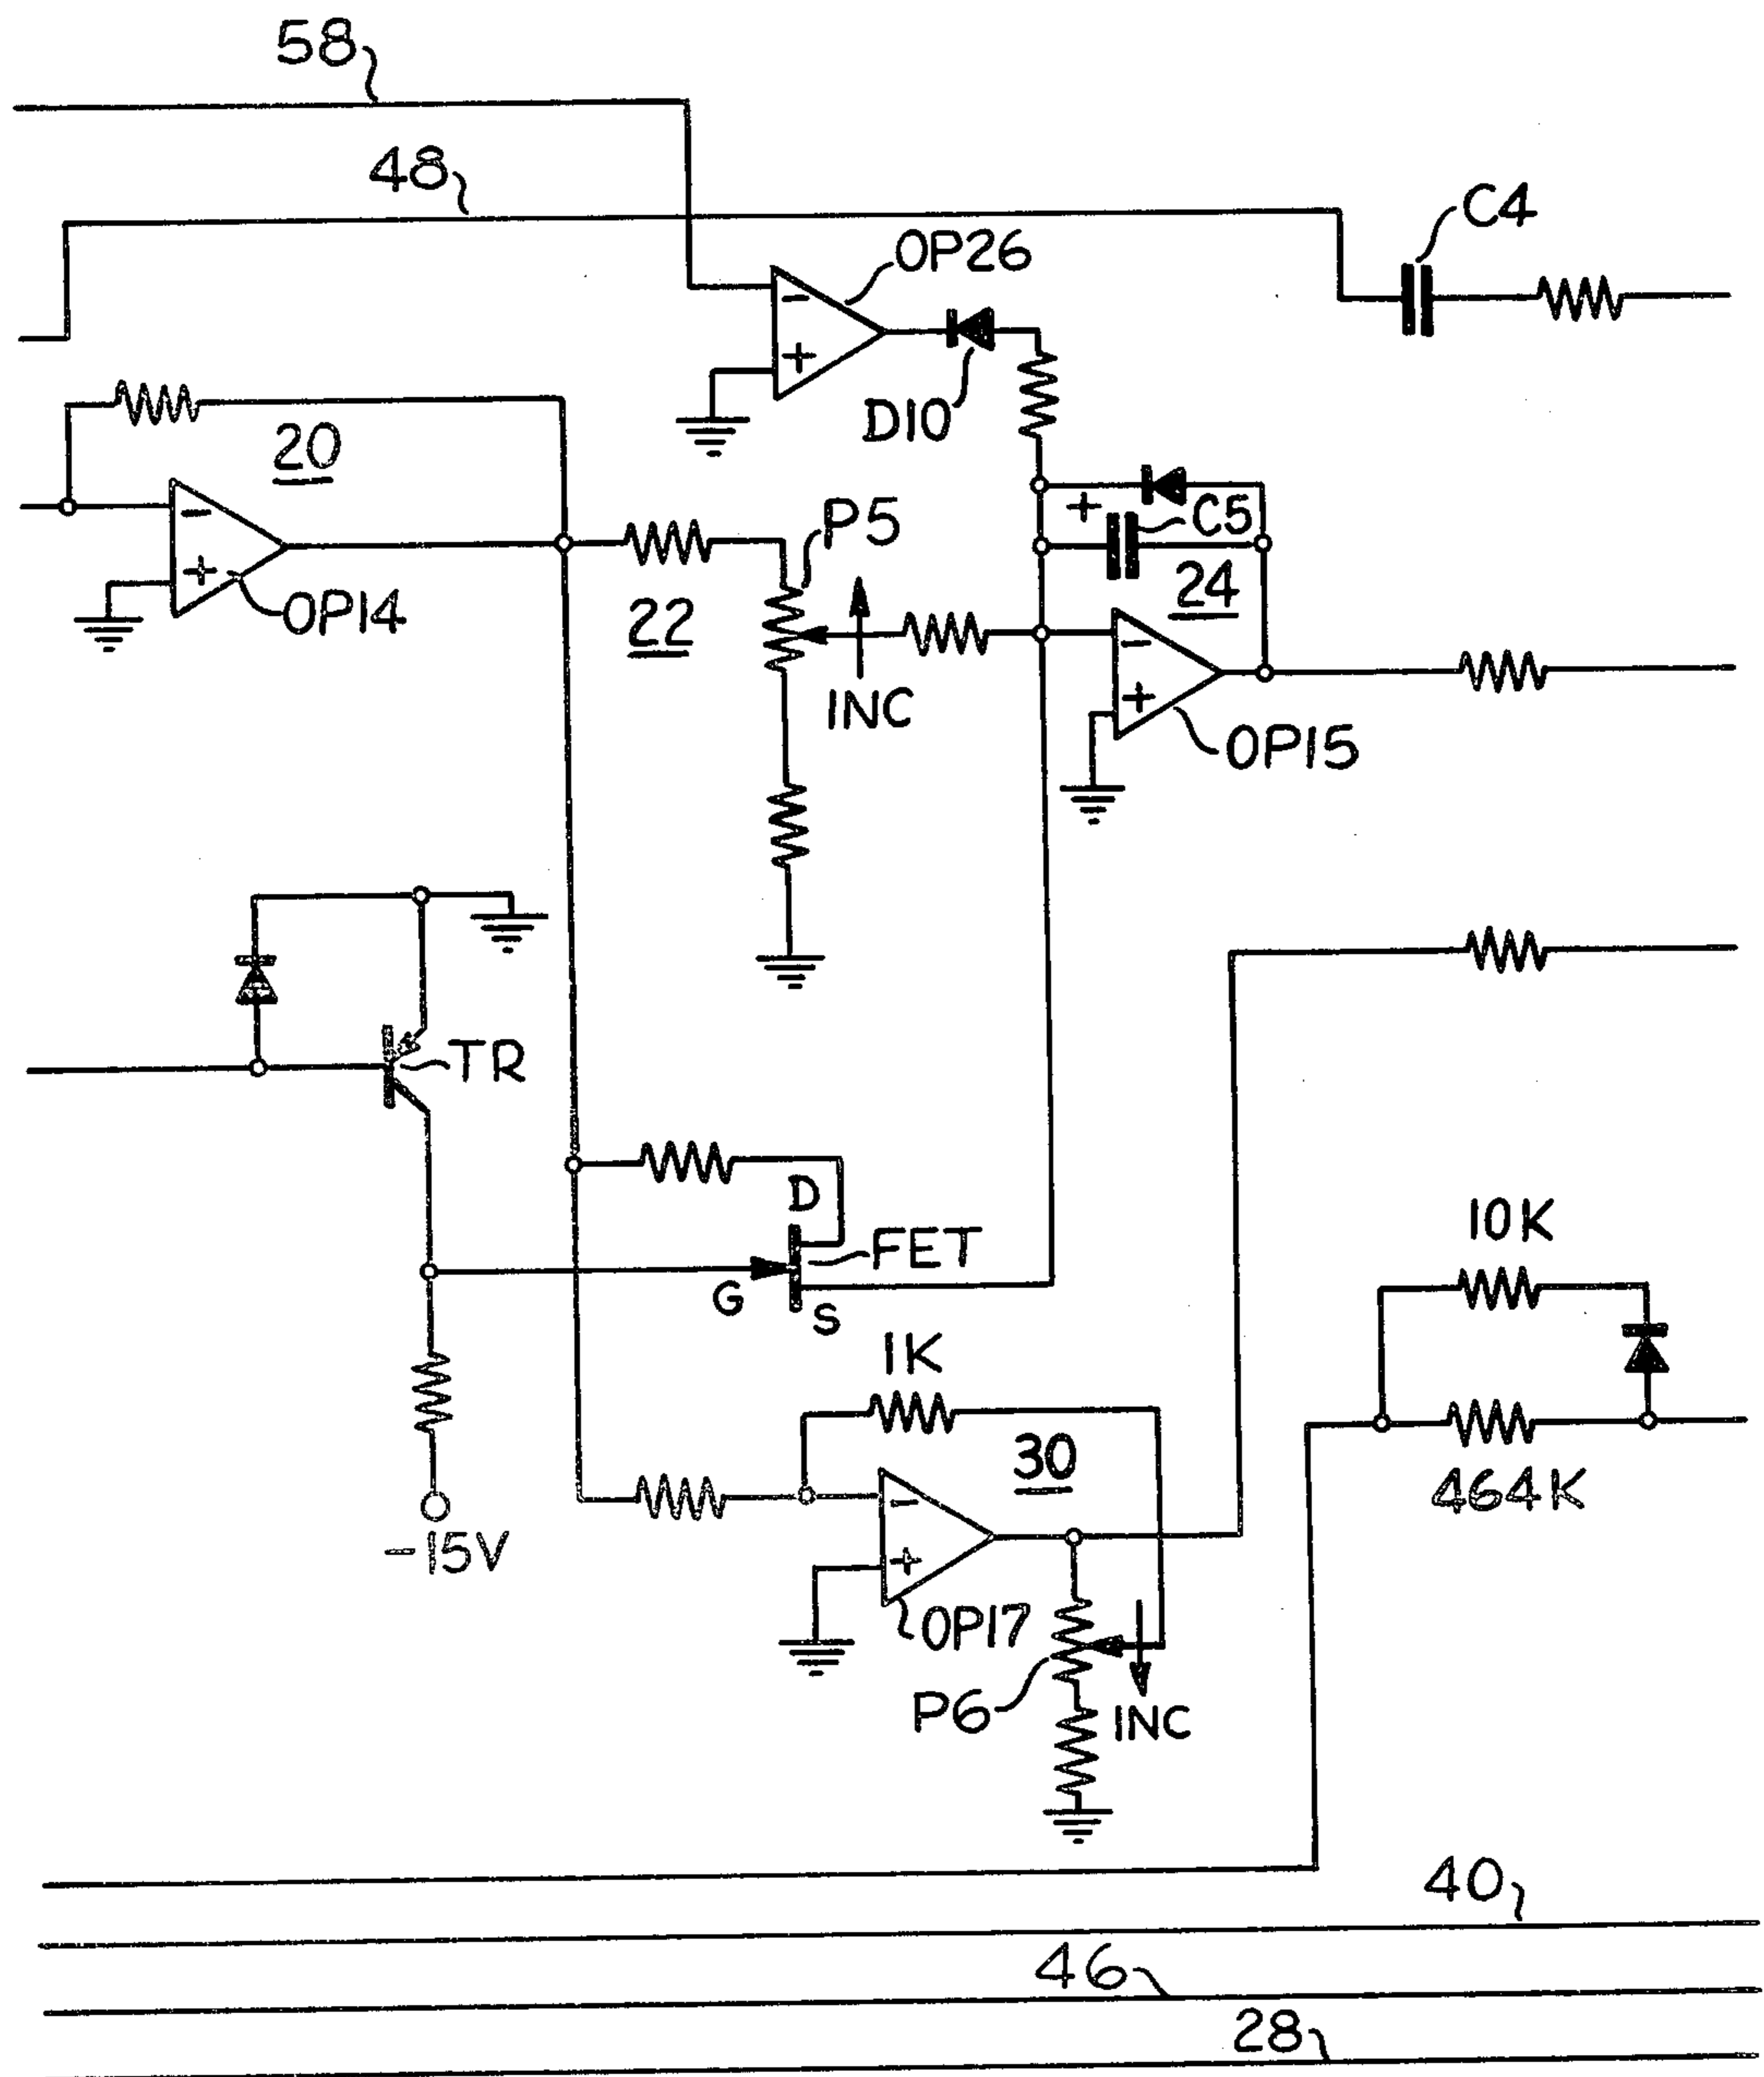 58
48
C4
OP26
-
+
D10
20
-
+
OP14
P5
+
C5
24
22
INC
-
+
OP15
TR
D
FET
G
S
10K
1K
30
464K
-15V
-
+
OP17
P6
INC
40
46
28